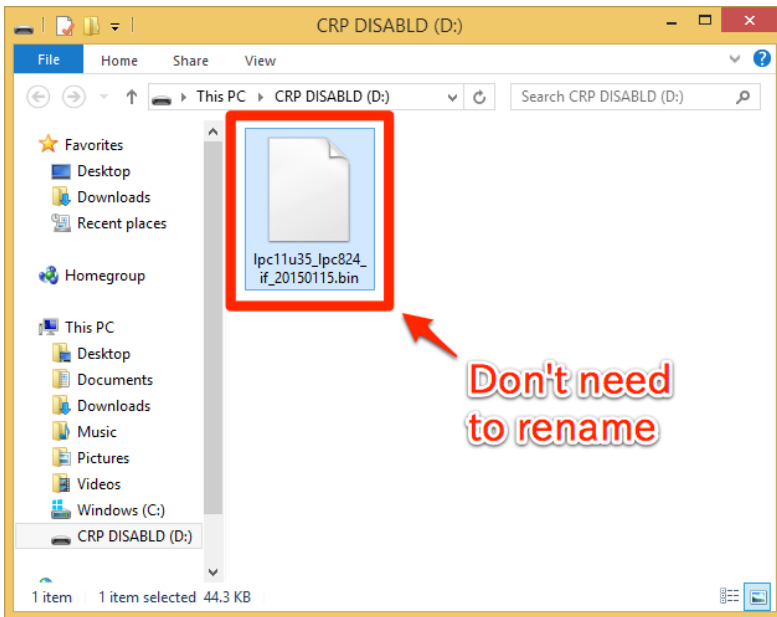 CRP DISABLD (D:)
File Home Share View
This PC CRP DISABLD (D:) Search CRP DISABLD (D:)
Favorites
Desktop
Downloads
Recent places
Homegroup
This PC
Desktop
Documents
Downloads
Music
Pictures
Videos
Windows (C:)
CRP DISABLD (D:)
lpc11u35_lpc824_
if_20150115.bin
Don't need
to rename
1 item 1 item selected 44.3 KB